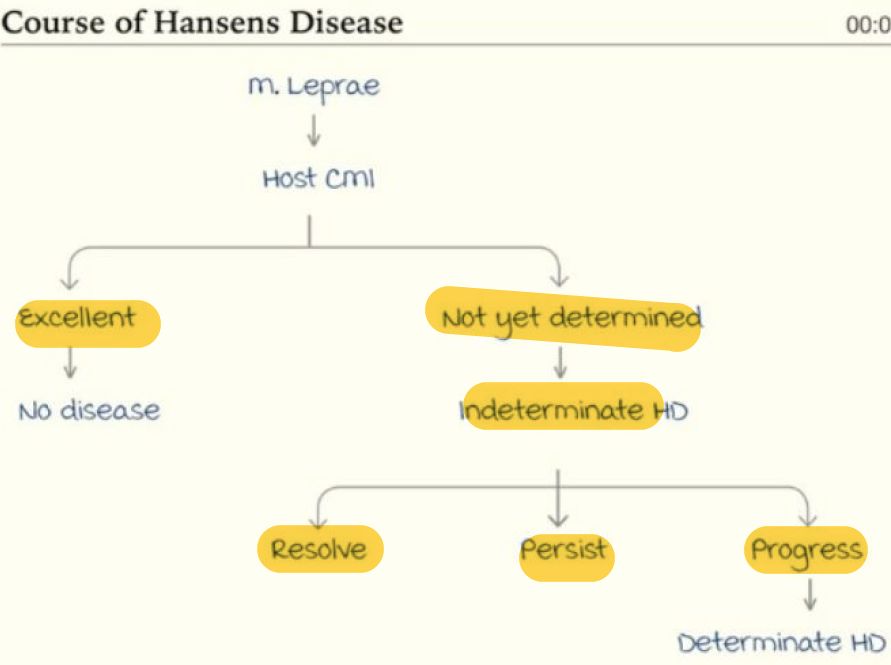 Course of Hansens Disease
00:0
m. Leprae
Host CmI
Excellent
Not yet determined
No disease
Indeterminate HD
Resolve
Persist
Progress
Determinate HD